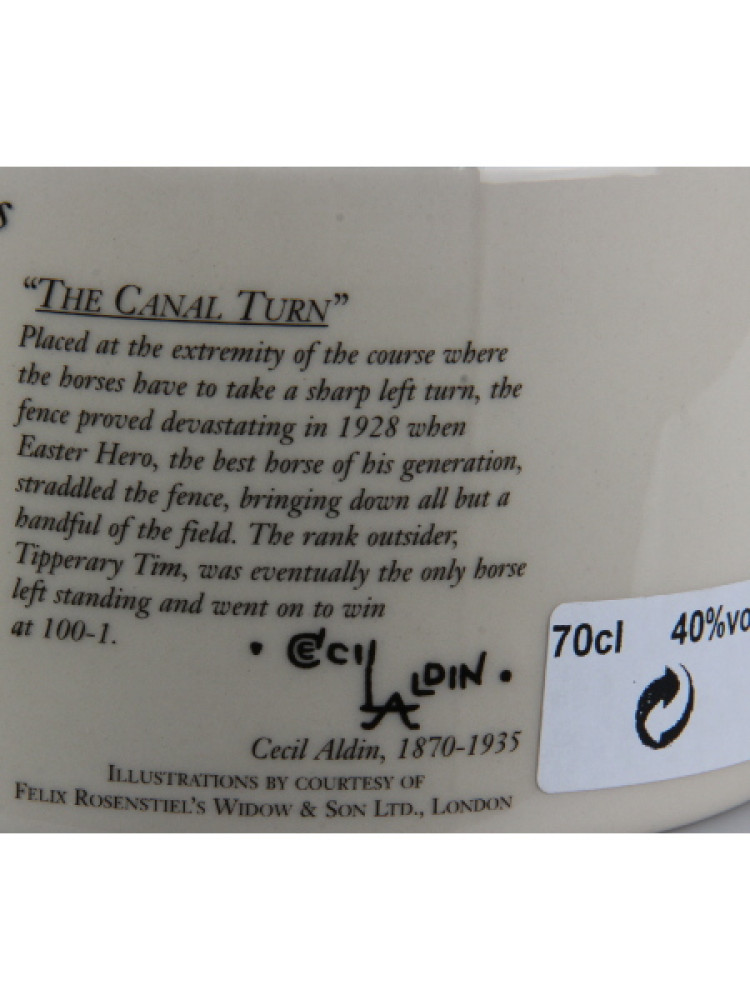 s
“THE CANAL TURN”
Placed at the extremity of the course where
the horses have to take a sharp left turn, the
fence proved devastating in 1928 when
Easter Hero, the best horse of his generation,
straddled the fence, bringing down all but a
handful of the field. The rank outsider,
Tipperary Tim, was eventually the only horse
left standing and went on to win
at 100-1.
· CECIL ALDIN ·
Cecil Aldin, 1870-1935
ILLUSTRATIONS BY COURTESY OF
FELIX ROSENSTIEL'S WIDOW & SON LTD., LONDON
70cl 40%vo